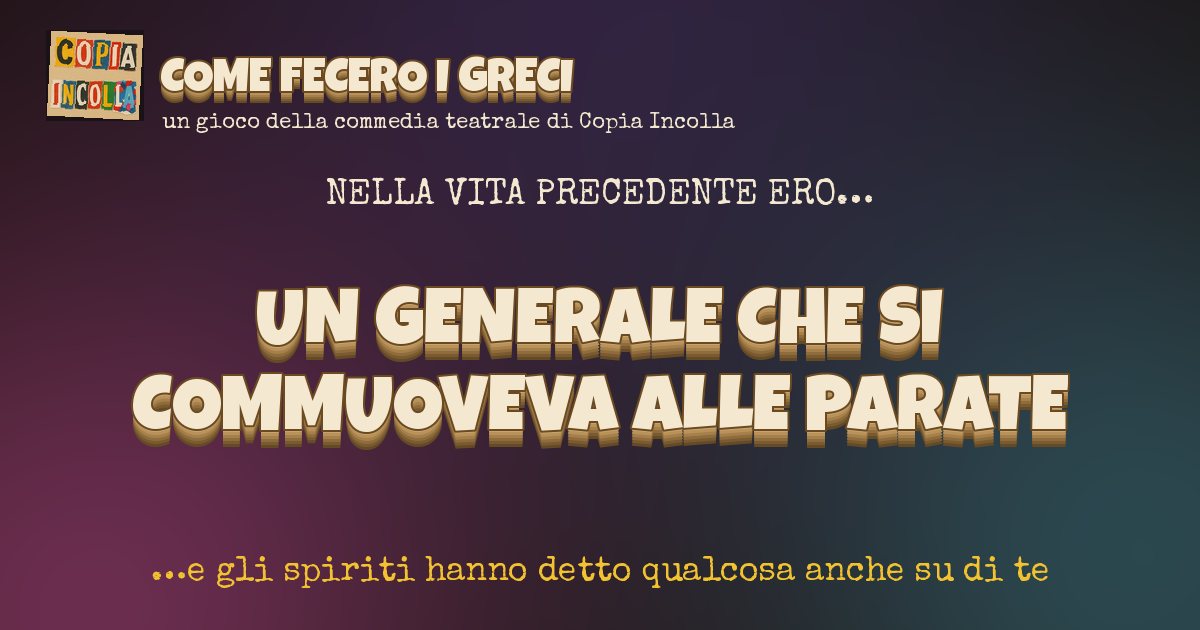 COPIA
INCOLLA
COME FECERO I GRECI
un gioco della commedia teatrale di Copia Incolla
NELLA VITA PRECEDENTE ERO...
UN GENERALE CHE SI
COMMUOVEVA ALLE PARATE
...e gli spiriti hanno detto qualcosa anche su di te